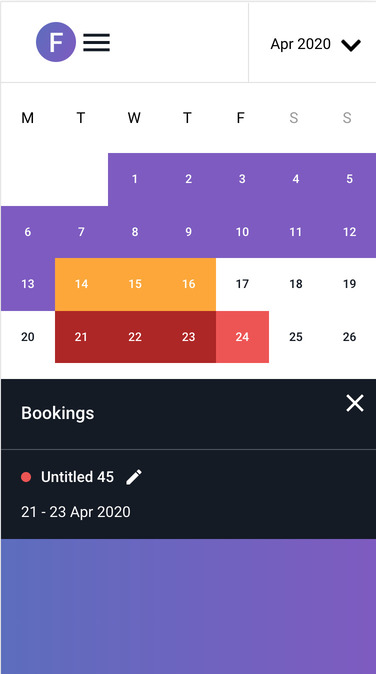 F
Apr 2020
M T W T F S S
1 2 3 4 5
6 7 8 9 10 11 12
13 14 15 16 17 18 19
20 21 22 23 24 25 26
Bookings
Untitled 45
21 - 23 Apr 2020